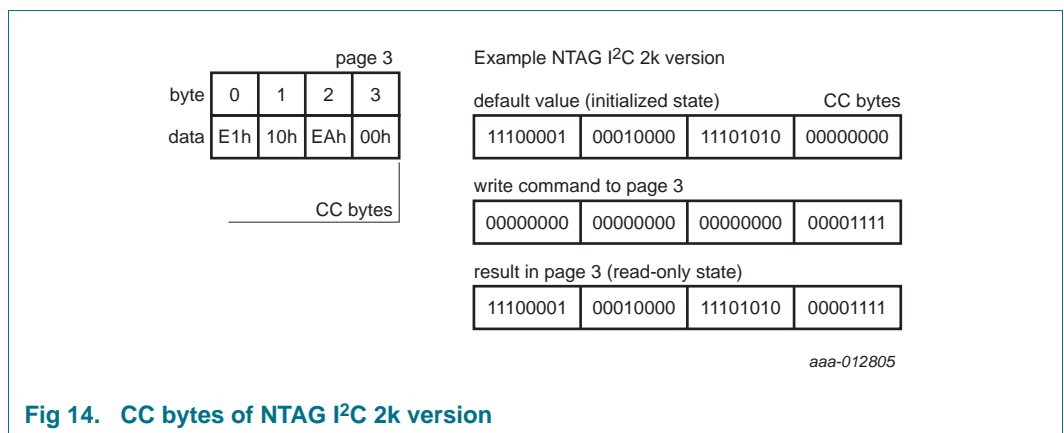 page 3
byte 0 1 2 3
data E1h 10h EAh 00h
CC bytes
Example NTAG I2C 2k version
default value (initialized state) CC bytes
11100001 00010000 11101010 00000000
write command to page 3
00000000 00000000 00000000 00001111
result in page 3 (read-only state)
11100001 00010000 11101010 00001111
aaa-012805
Fig 14. CC bytes of NTAG I2C 2k version